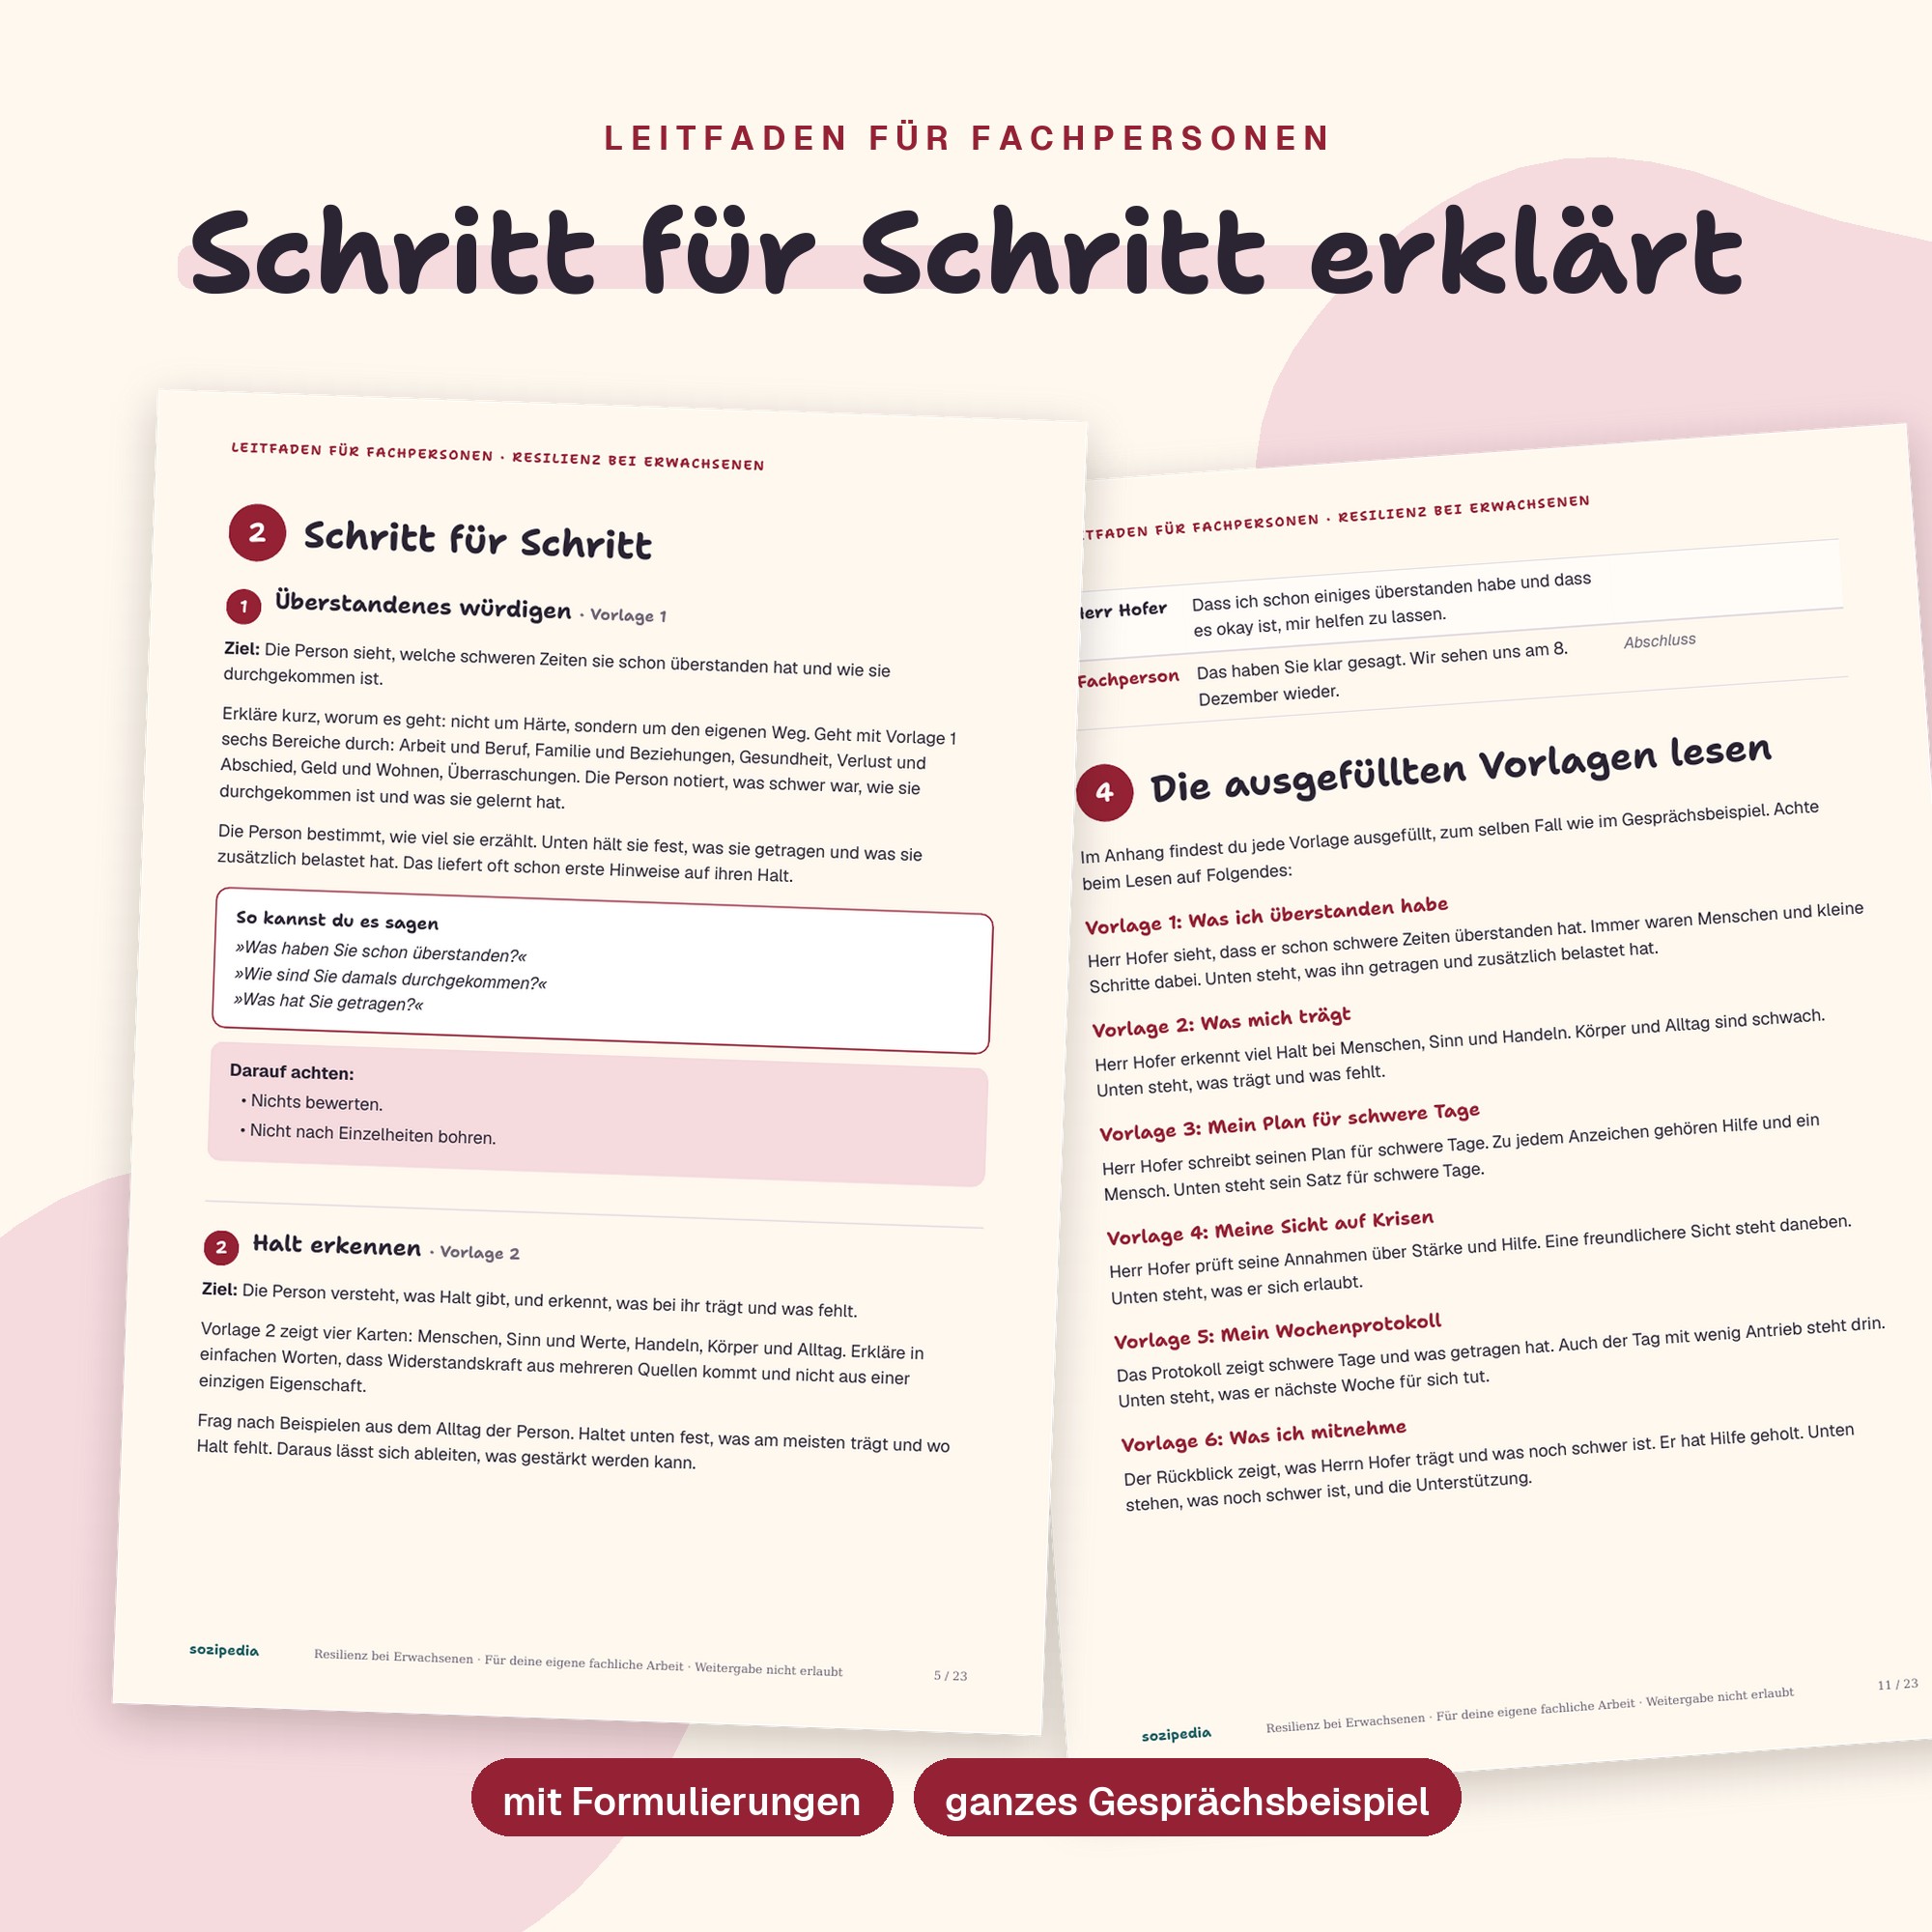 LEITFADEN FÜR FACHPERSONEN
Schritt für Schritt erklärt
LEITFADEN FÜR FACHPERSONEN · RESILIENZ BEI ERWACHSENEN
2 Schritt für Schritt
1 Überstandenes würdigen · Vorlage 1
Ziel: Die Person sieht, welche schweren Zeiten sie schon überstanden hat und wie sie
durchgekommen ist.
Erkläre kurz, worum es geht: nicht um Härte, sondern um den eigenen Weg. Geht mit Vorlage 1
sechs Bereiche durch: Arbeit und Beruf, Familie und Beziehungen, Gesundheit, Verlust und
Abschied, Geld und Wohnen, Überraschungen. Die Person notiert, was schwer war, wie sie
durchgekommen ist und was sie gelernt hat.
Die Person bestimmt, wie viel sie erzählt. Unten hält sie fest, was sie getragen und was sie
zusätzlich belastet hat. Das liefert oft schon erste Hinweise auf ihren Halt.
So kannst du es sagen
»Was haben Sie schon überstanden?«
»Wie sind Sie damals durchgekommen?«
»Was hat Sie getragen?«
Darauf achten:
• Nichts bewerten.
• Nicht nach Einzelheiten bohren.
2 Halt erkennen · Vorlage 2
Ziel: Die Person versteht, was Halt gibt, und erkennt, was bei ihr trägt und was fehlt.
Vorlage 2 zeigt vier Karten: Menschen, Sinn und Werte, Handeln, Körper und Alltag. Erkläre in
einfachen Worten, dass Widerstandskraft aus mehreren Quellen kommt und nicht aus einer
einzigen Eigenschaft.
Frag nach Beispielen aus dem Alltag der Person. Haltet unten fest, was am meisten trägt und wo
Halt fehlt. Daraus lässt sich ableiten, was gestärkt werden kann.
sozipedia Resilienz bei Erwachsenen · Für deine eigene fachliche Arbeit · Weitergabe nicht erlaubt 5 / 23
ITFADEN FÜR FACHPERSONEN · RESILIENZ BEI ERWACHSENEN
Herr Hofer Dass ich schon einiges überstanden habe und dass
es okay ist, mir helfen zu lassen.
Fachperson Das haben Sie klar gesagt. Wir sehen uns am 8. Abschluss
Dezember wieder.
4 Die ausgefüllten Vorlagen lesen
Im Anhang findest du jede Vorlage ausgefüllt, zum selben Fall wie im Gesprächsbeispiel. Achte
beim Lesen auf Folgendes:
Vorlage 1: Was ich überstanden habe
Herr Hofer sieht, dass er schon schwere Zeiten überstanden hat. Immer waren Menschen und kleine
Schritte dabei. Unten steht, was ihn getragen und zusätzlich belastet hat.
Vorlage 2: Was mich trägt
Herr Hofer erkennt viel Halt bei Menschen, Sinn und Handeln. Körper und Alltag sind schwach.
Unten steht, was trägt und was fehlt.
Vorlage 3: Mein Plan für schwere Tage
Herr Hofer schreibt seinen Plan für schwere Tage. Zu jedem Anzeichen gehören Hilfe und ein
Mensch. Unten steht sein Satz für schwere Tage.
Vorlage 4: Meine Sicht auf Krisen
Herr Hofer prüft seine Annahmen über Stärke und Hilfe. Eine freundlichere Sicht steht daneben.
Unten steht, was er sich erlaubt.
Vorlage 5: Mein Wochenprotokoll
Das Protokoll zeigt schwere Tage und was getragen hat. Auch der Tag mit wenig Antrieb steht drin.
Unten steht, was er nächste Woche für sich tut.
Vorlage 6: Was ich mitnehme
Der Rückblick zeigt, was Herrn Hofer trägt und was noch schwer ist. Er hat Hilfe geholt. Unten
stehen, was noch schwer ist, und die Unterstützung.
sozipedia Resilienz bei Erwachsenen · Für deine eigene fachliche Arbeit · Weitergabe nicht erlaubt 11 / 23
mit Formulierungen
ganzes Gesprächsbeispiel